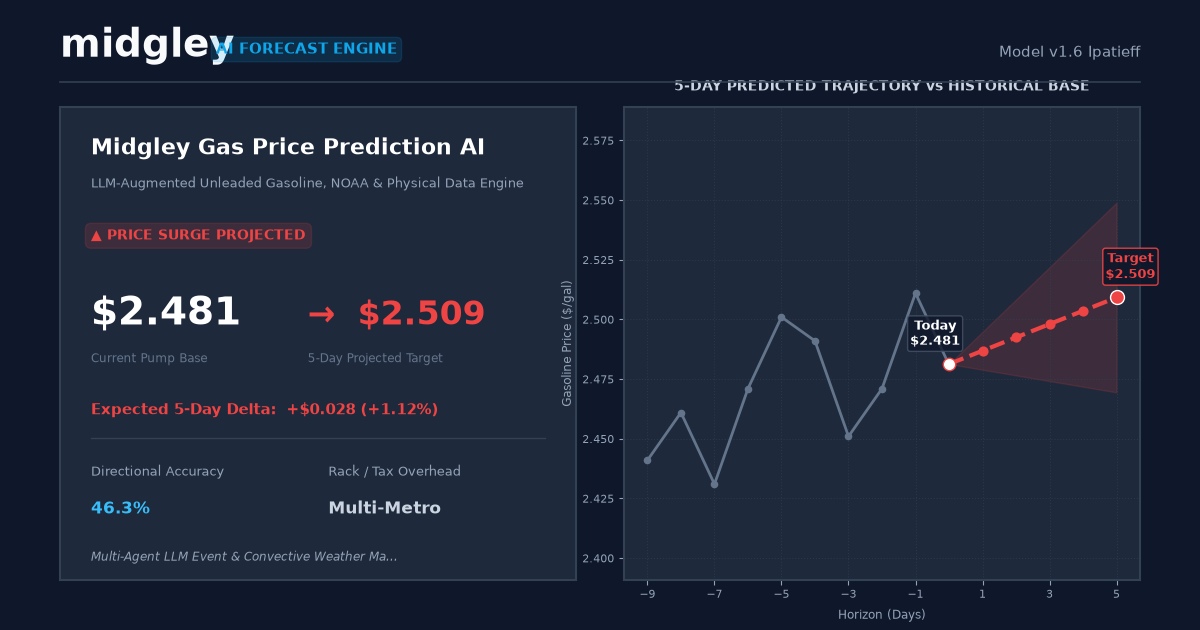 midgley
AI FORECAST ENGINE
Model v1.6 Ipatieff
Midgley Gas Price Prediction AI
LLM-Augmented Unleaded Gasoline, NOAA & Physical Data Engine
▲ PRICE SURGE PROJECTED
$2.481
→ $2.509
Current Pump Base
5-Day Projected Target
Expected 5-Day Delta: +$0.028 (+1.12%)
Directional Accuracy
Rack / Tax Overhead
46.3%
Multi-Metro
Multi-Agent LLM Event & Convective Weather Ma...
5-DAY PREDICTED TRAJECTORY vs HISTORICAL BASE
Gasoline Price ($/gal)
2.575
2.550
2.525
2.500
2.475
2.450
2.425
2.400
Today
$2.481
Target
$2.509
−9 −7 −5 −3 −1 1 3 5
Horizon (Days)